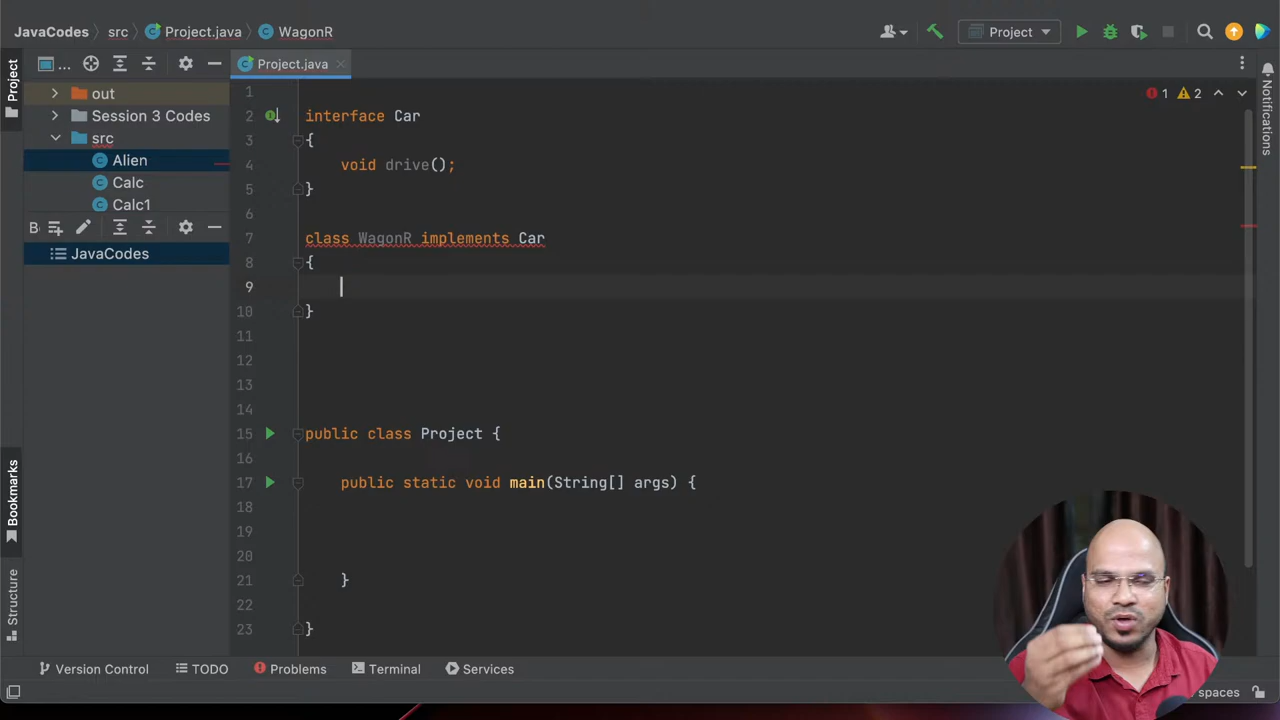 JavaCodes src Project.java WagonR Project
Project ... Project.java
1 1 2
out
2 interface Car
Session 3 Codes
3 {
src
4 void drive();
Alien
5 }
Calc
6
Calc1
7 class WagonR implements Car
B
8 {
JavaCodes
9
10 }
11
12
13
14
15 public class Project {
16
17 public static void main(String[] args) {
18
19
20
21 }
22
23 }
Notifications
Bookmarks
Structure
Version Control TODO Problems Terminal Services
spaces